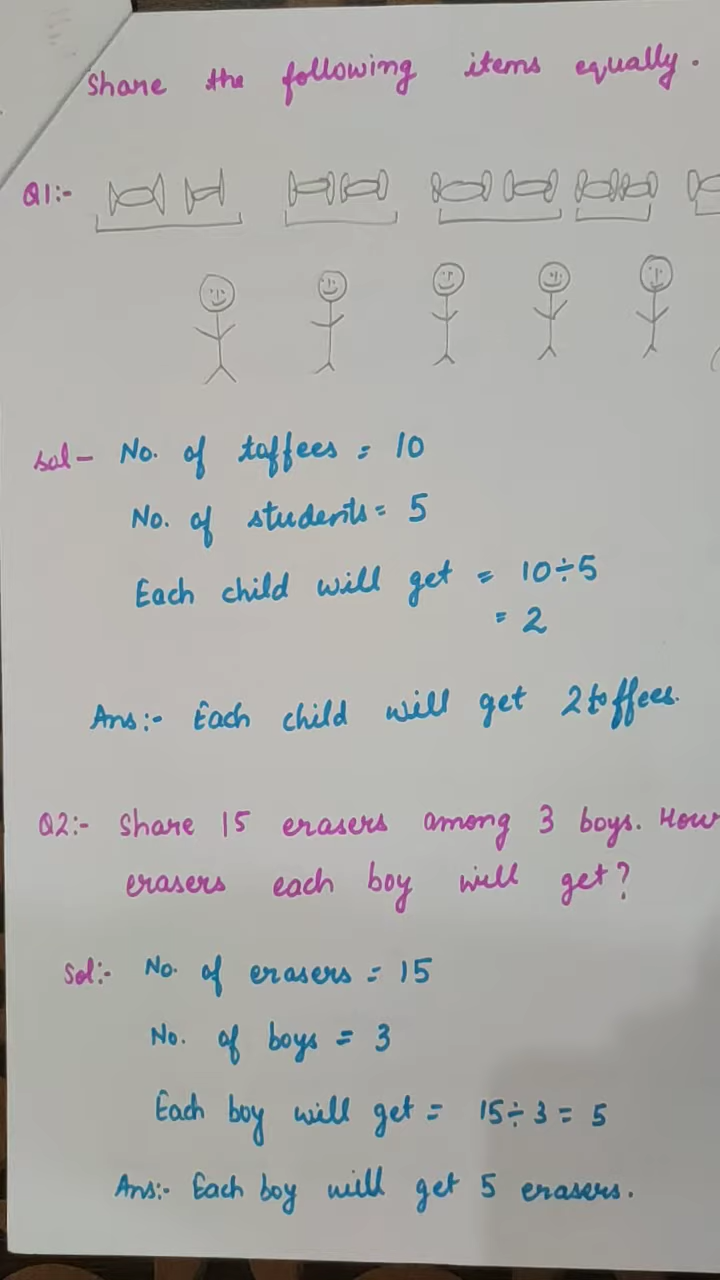 Share the following items equally.
Q1:-
Sol- No. of toffees = 10
No. of students = 5
Each child will get = 10÷5
= 2
Ans:- Each child will get 2 toffees.
Q2:- Share 15 erasers among 3 boys. How
erasers each boy will get?
Sol:- No. of erasers = 15
No. of boys = 3
Each boy will get = 15÷3 = 5
Ans:- Each boy will get 5 erasers.